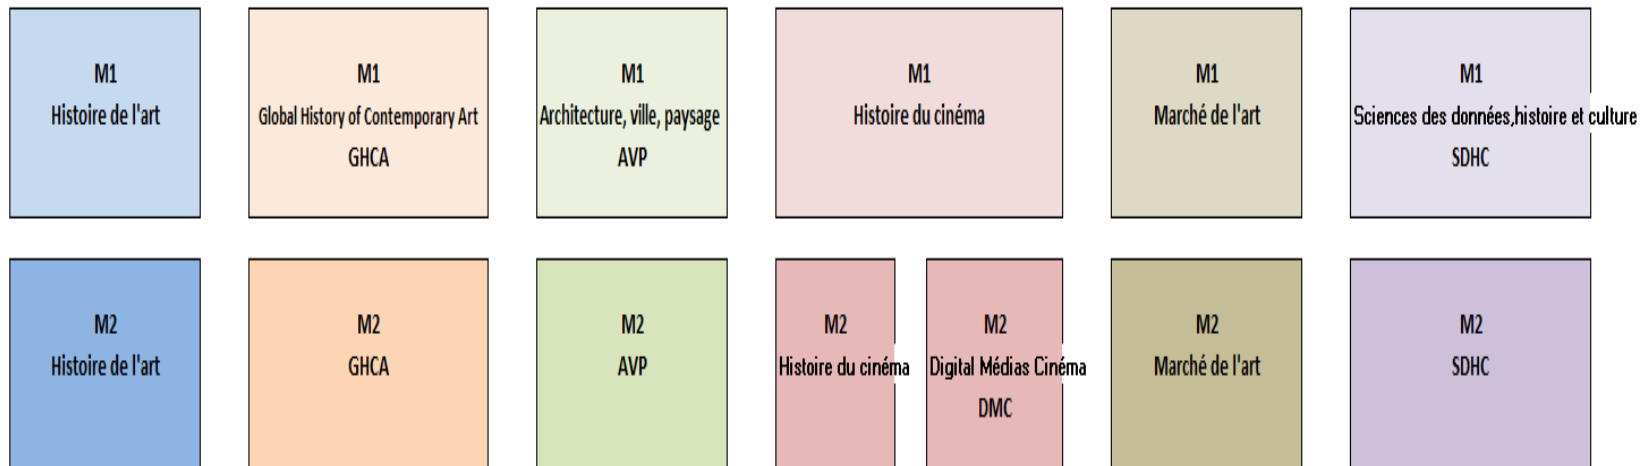 M1
Histoire de l'art
M1
Global History of Contemporary Art
GHCA
M1
Architecture, ville, paysage
AVP
M1
Histoire du cinéma
M1
Marché de l'art
M1
Sciences des données,histoire et culture
SDHC
M2
Histoire de l'art
M2
GHCA
M2
AVP
M2
Histoire du cinéma
M2
Digital Médias Cinéma
DMC
M2
Marché de l'art
M2
SDHC